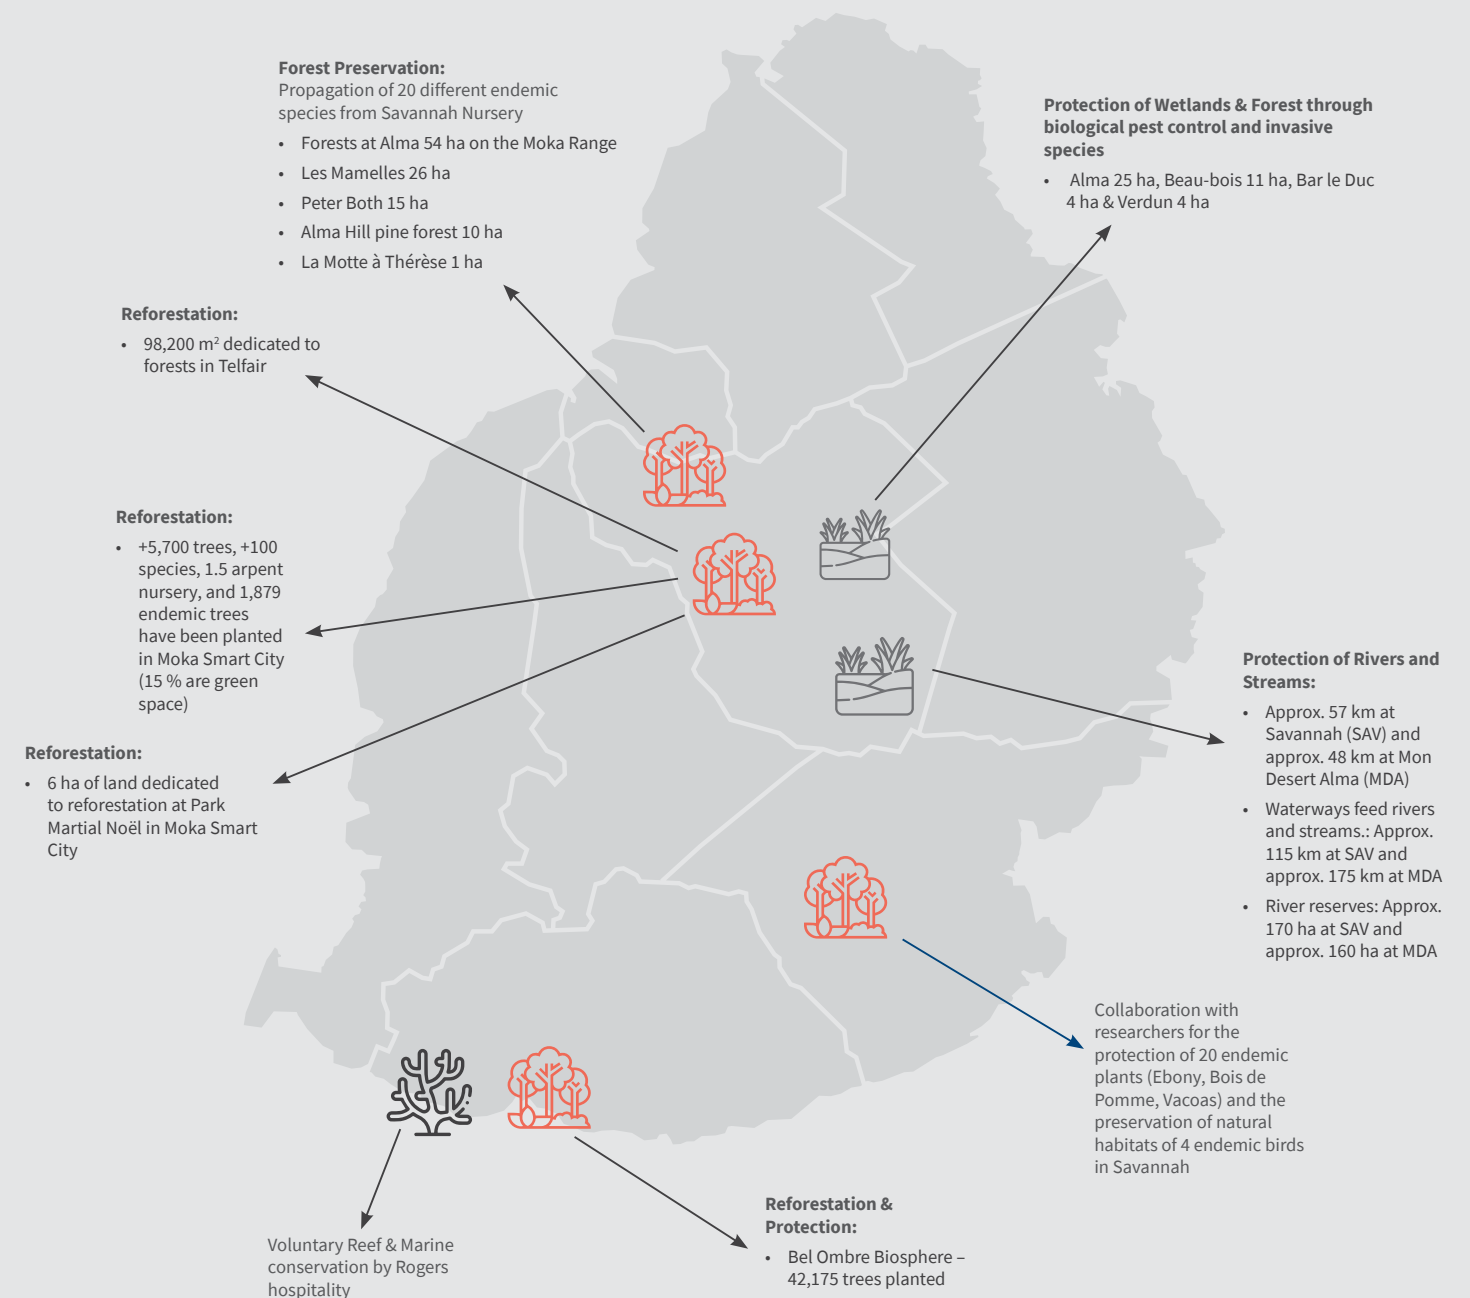 Forest Preservation:
Propagation of 20 different endemic
species from Savannah Nursery
• Forests at Alma 54 ha on the Moka Range
• Les Mamelles 26 ha
• Peter Both 15 ha
• Alma Hill pine forest 10 ha
• La Motte à Thérèse 1 ha
Protection of Wetlands & Forest through
biological pest control and invasive
species
• Alma 25 ha, Beau-bois 11 ha, Bar le Duc
4 ha & Verdun 4 ha
Reforestation:
• 98,200 m² dedicated to
forests in Telfair
Reforestation:
• +5,700 trees, +100
species, 1.5 arpent
nursery, and 1,879
endemic trees
have been planted
in Moka Smart City
(15 % are green
space)
Reforestation:
• 6 ha of land dedicated
to reforestation at Park
Martial Noël in Moka Smart
City
Protection of Rivers and
Streams:
• Approx. 57 km at
Savannah (SAV) and
approx. 48 km at Mon
Desert Alma (MDA)
• Waterways feed rivers
and streams.: Approx.
115 km at SAV and
approx. 175 km at MDA
• River reserves: Approx.
170 ha at SAV and
approx. 160 ha at MDA
Collaboration with
researchers for the
protection of 20 endemic
plants (Ebony, Bois de
Pomme, Vacoas) and the
preservation of natural
habitats of 4 endemic birds
in Savannah
Reforestation &
Protection:
• Bel Ombre Biosphere –
42,175 trees planted
Voluntary Reef & Marine
conservation by Rogers
hospitality